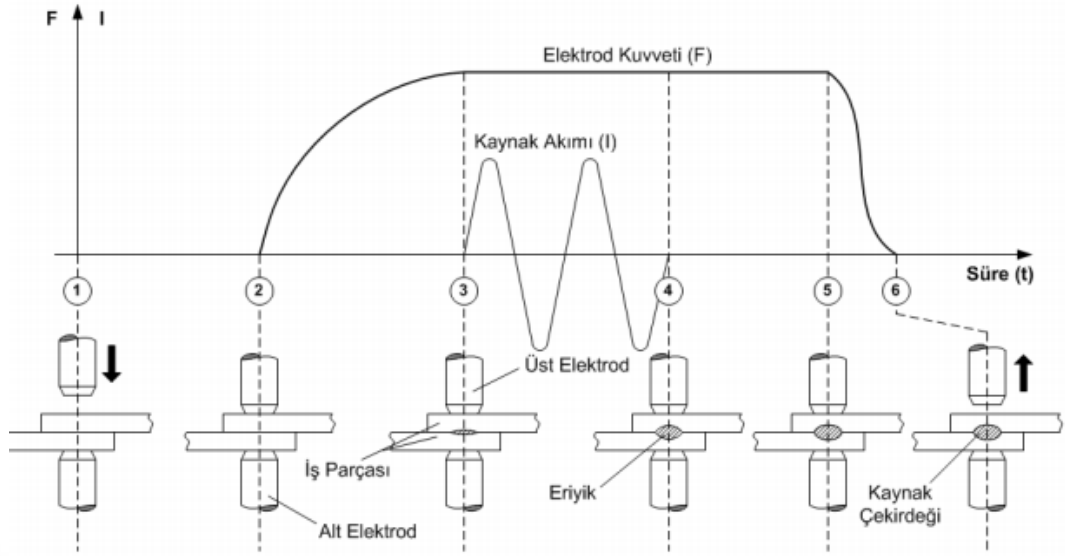 F I
Elektrod Kuvveti (F)
Kaynak Akımı (I)
Süre (t)
1 2 3 4 5 6
Üst Elektrod
İş Parçası
Eriyik
Kaynak
Çekirdeği
Alt Elektrod